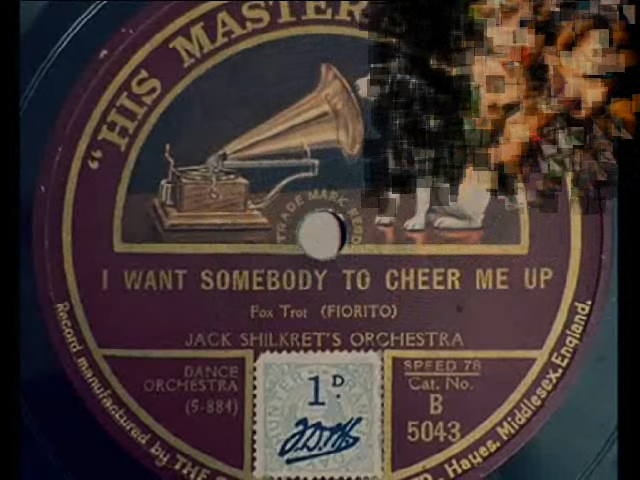 "HIS MASTER
TRADE MARK REGD
I WANT SOMEBODY TO CHEER ME UP
Fox Trot (FIORITO)
JACK SHILKRET'S ORCHESTRA
DANCE
ORCHESTRA
(5-884)
1D.
SPEED 78
Cat. No.
B
5043
Record manufactured by THE
Hayes, Middlesex, England.